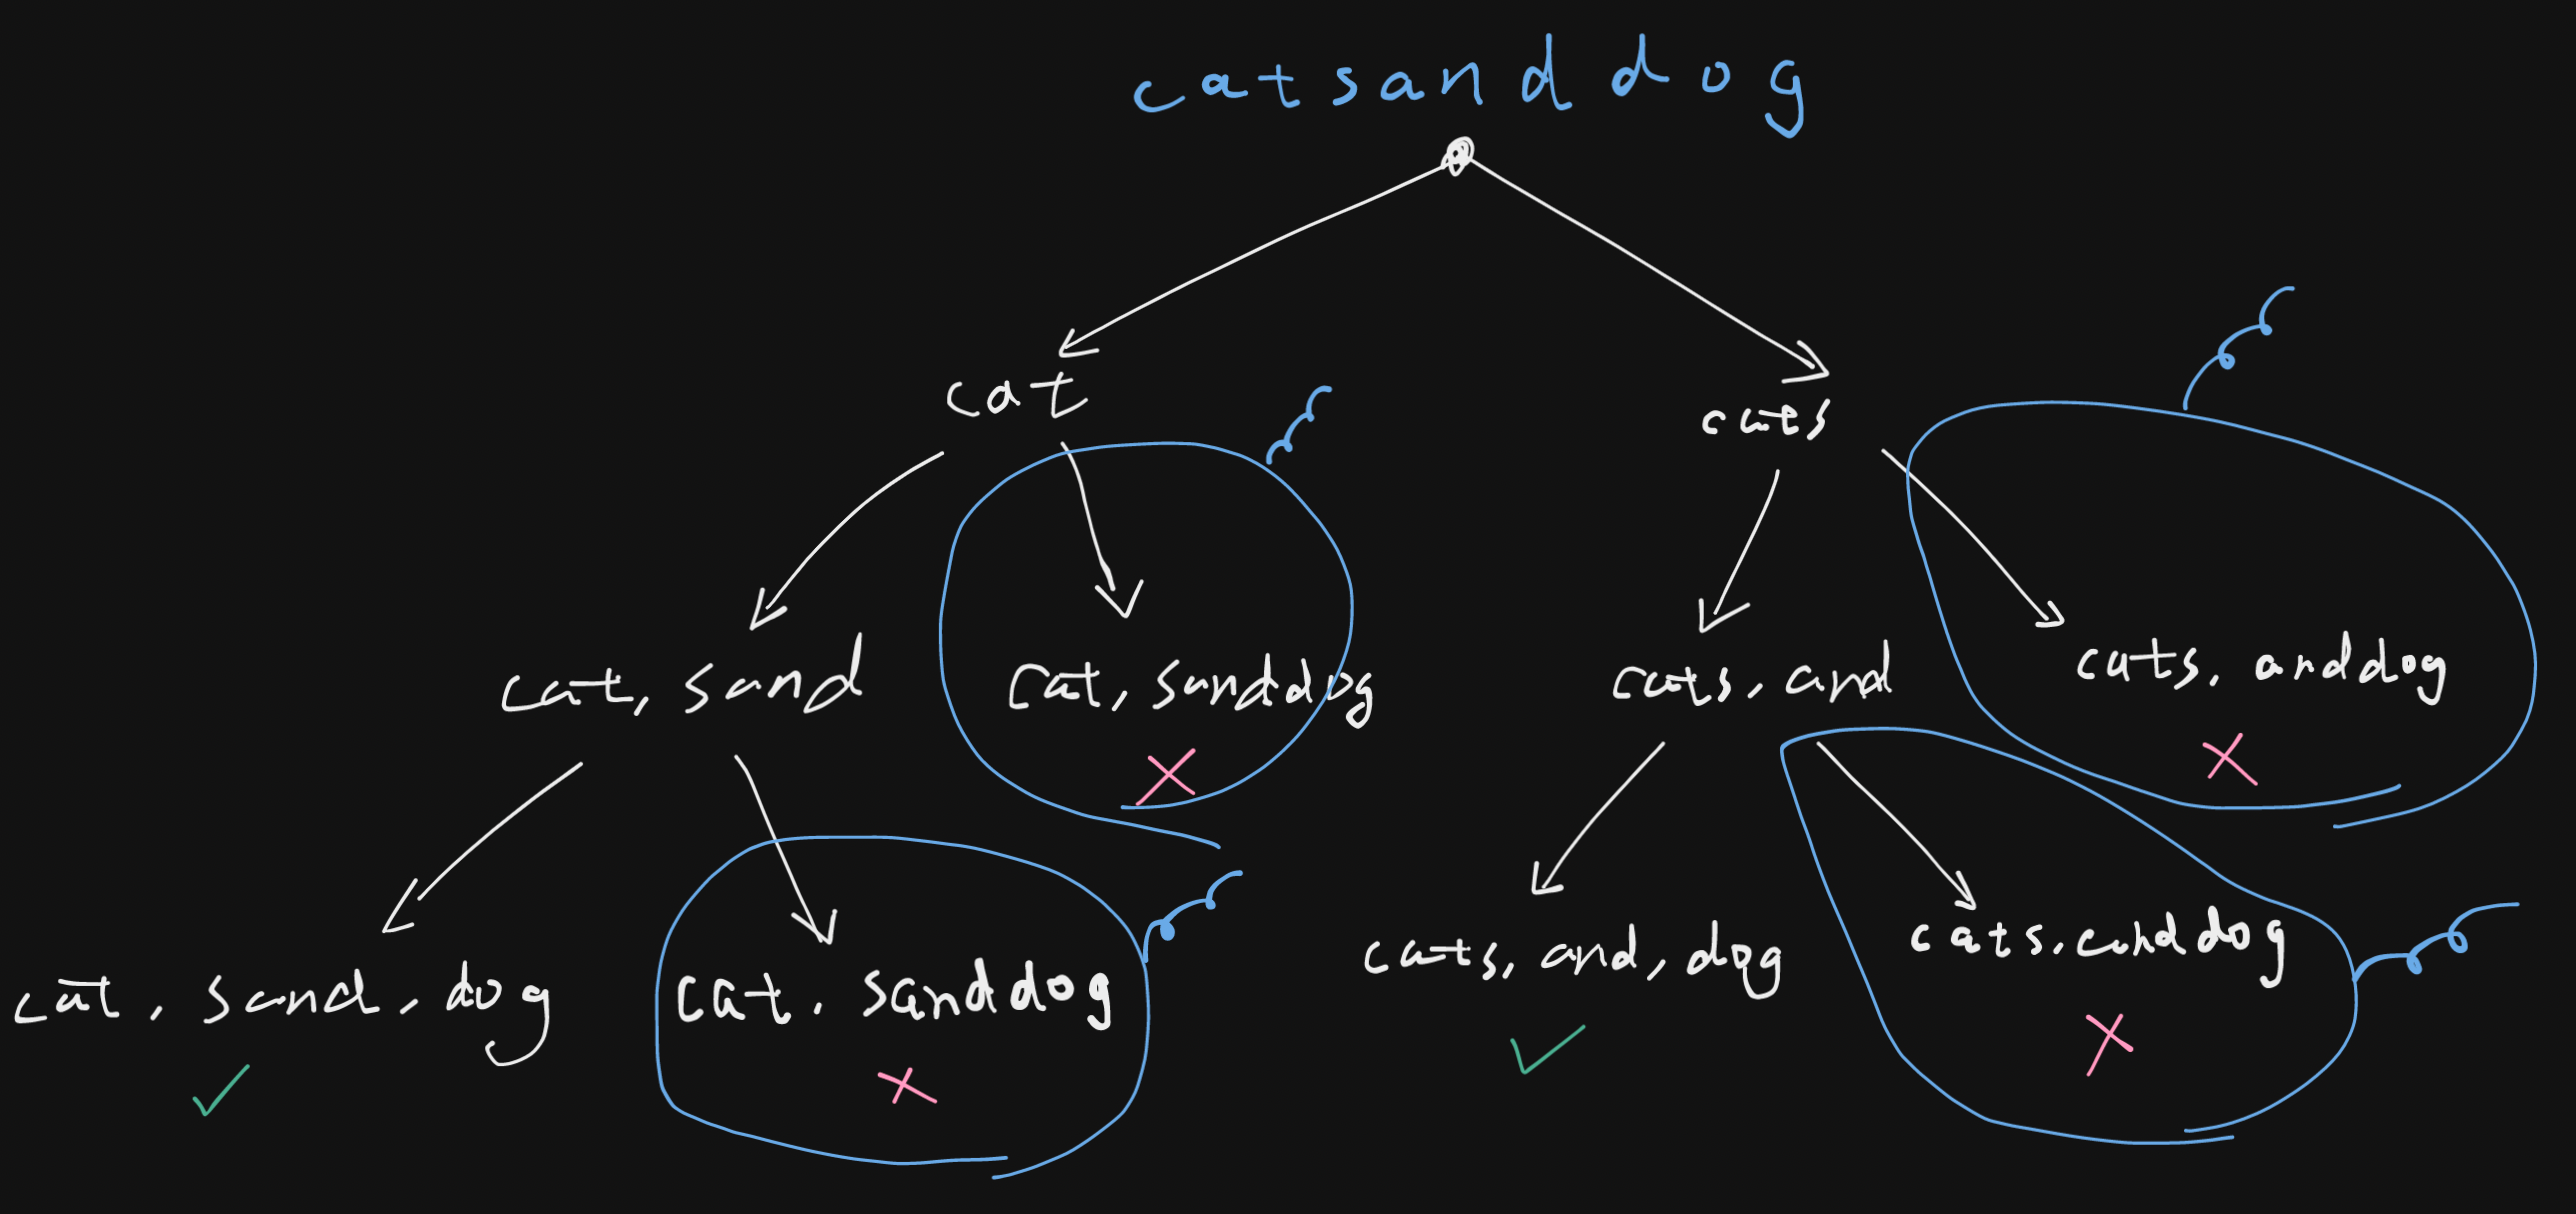 catsanddog
cat
cats
cat, sand
cat, sanddog
cats, and
cats, anddog
cat, sand, dog
cat, sanddog
cats, and, dog
cats, anddog